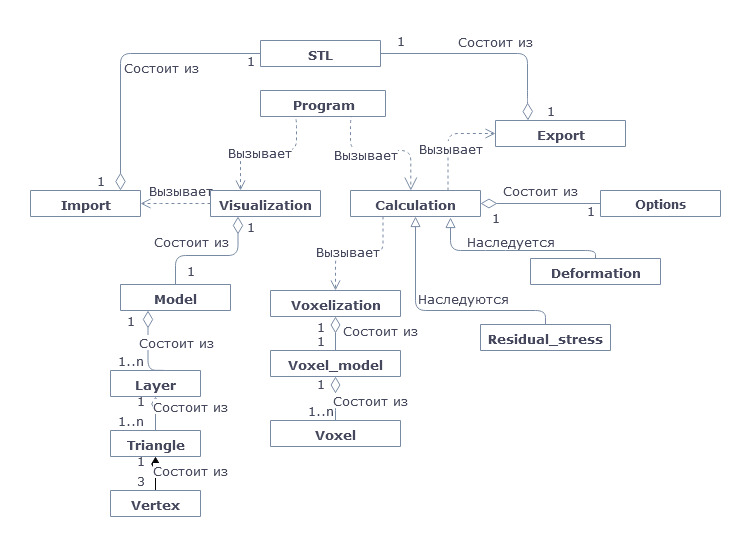 1
Состоит из
STL
Состоит из
1
1
Program
Export
Вызывает
Вызывает
Вызывает
1
Import
Вызывает
Visualization
Calculation
Состоит из
Options
1
1
1
Состоит из
Наследуется
Вызывает
Deformation
1
Model
Voxelization
Наследуются
1
1
Состоит из
1
Состоит из
Residual_stress
1..n
Voxel_model
Layer
1
1
Состоит из
Состоит из
1..n
1..n
Triangle
Voxel
1
Состоит из
3
Vertex